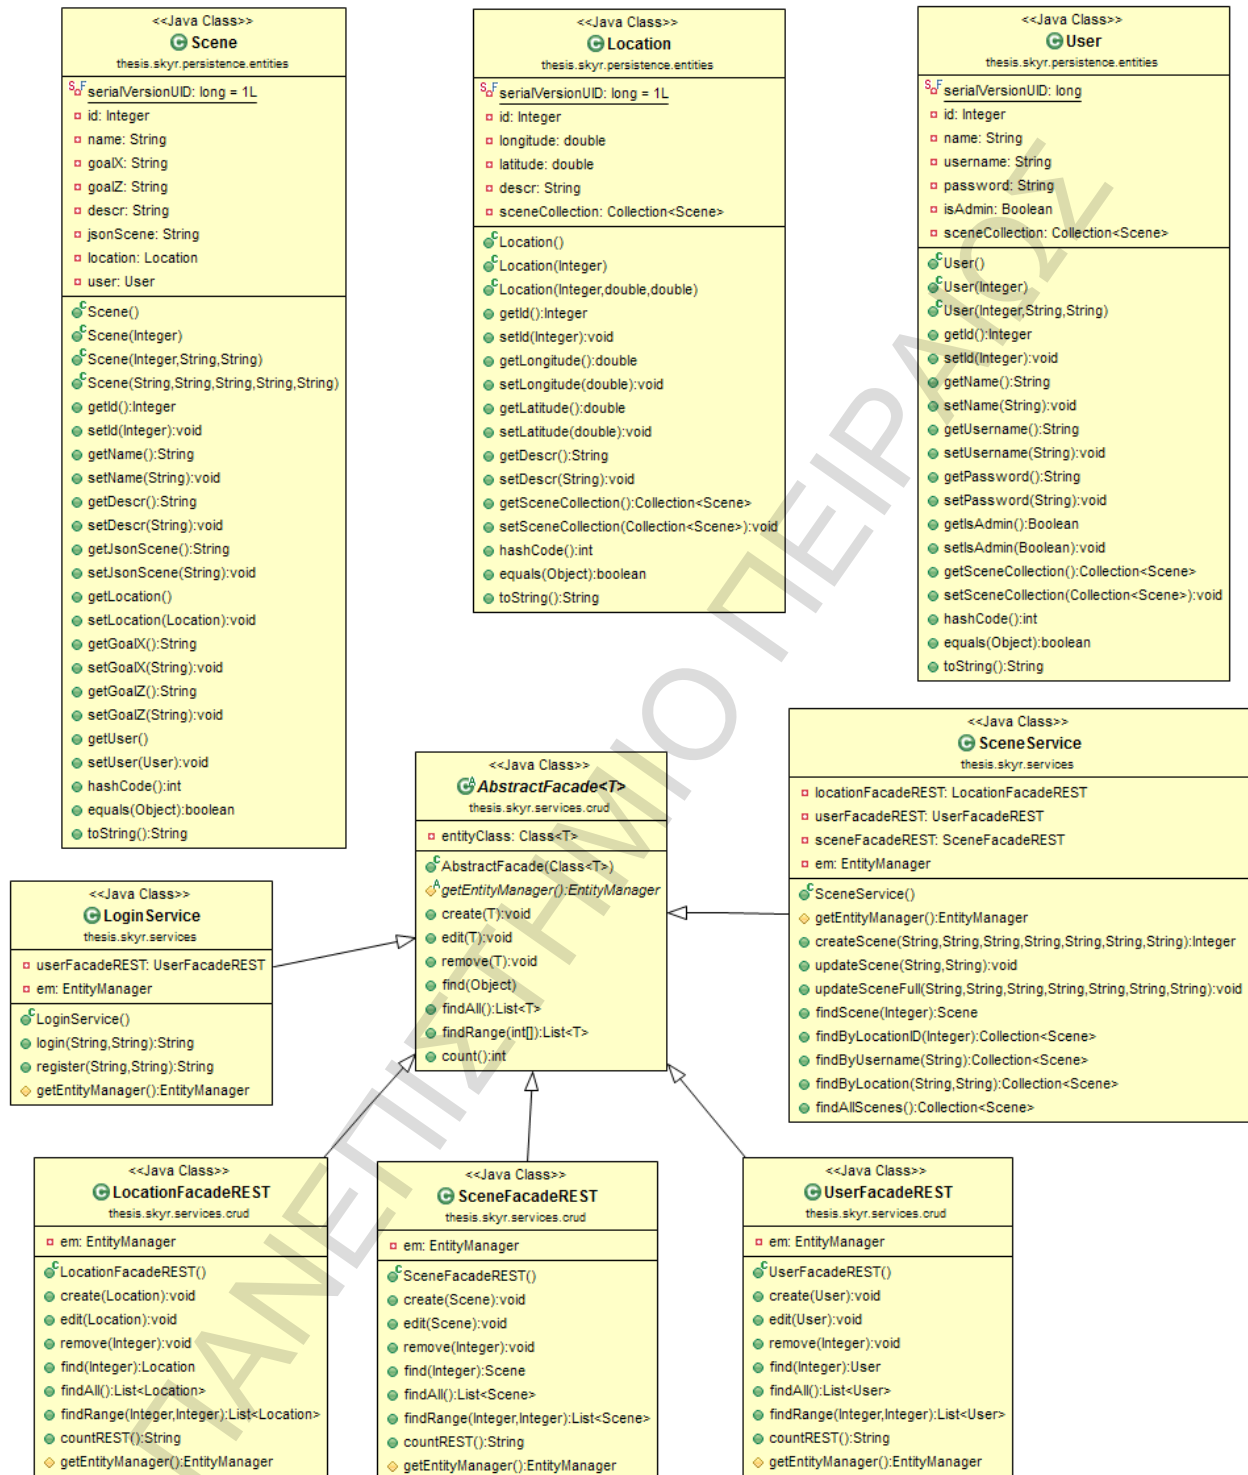 <<Java Class>>
Scene
thesis.skyr.persistence.entities
serialVersionUID: long = 1L
id: Integer
name: String
goalX: String
goalZ: String
descr: String
jsonScene: String
location: Location
user: User
Scene()
Scene(Integer)
Scene(Integer,String,String)
Scene(String,String,String,String,String)
getId():Integer
setId(Integer):void
getName():String
setName(String):void
getDescr():String
setDescr(String):void
getJsonScene():String
setJsonScene(String):void
getLocation()
setLocation(Location):void
getGoalX():String
setGoalX(String):void
getGoalZ():String
setGoalZ(String):void
getUser()
setUser(User):void
hashCode():int
equals(Object):boolean
toString():String
<<Java Class>>
Location
thesis.skyr.persistence.entities
serialVersionUID: long = 1L
id: Integer
longitude: double
latitude: double
descr: String
sceneCollection: Collection<Scene>
Location()
Location(Integer)
Location(Integer,double,double)
getId():Integer
setId(Integer):void
getLongitude():double
setLongitude(double):void
getLatitude():double
setLatitude(double):void
getDescr():String
setDescr(String):void
getSceneCollection():Collection<Scene>
setSceneCollection(Collection<Scene>):void
hashCode():int
equals(Object):boolean
toString():String
<<Java Class>>
User
thesis.skyr.persistence.entities
serialVersionUID: long
id: Integer
name: String
username: String
password: String
isAdmin: Boolean
sceneCollection: Collection<Scene>
User()
User(Integer)
User(Integer,String,String)
getId():Integer
setId(Integer):void
getName():String
setName(String):void
getUsername():String
setUsername(String):void
getPassword():String
setPassword(String):void
getIsAdmin():Boolean
setIsAdmin(Boolean):void
getSceneCollection():Collection<Scene>
setSceneCollection(Collection<Scene>):void
hashCode():int
equals(Object):boolean
toString():String
<<Java Class>>
AbstractFacade<T>
thesis.skyr.services.crud
entityClass: Class<T>
AbstractFacade(Class<T>)
getEntityManager():EntityManager
create(T):void
edit(T):void
remove(T):void
find(Object)
findAll():List<T>
findRange(int[]):List<T>
count():int
<<Java Class>>
SceneService
thesis.skyr.services
locationFacadeREST: LocationFacadeREST
userFacadeREST: UserFacadeREST
sceneFacadeREST: SceneFacadeREST
em: EntityManager
SceneService()
getEntityManager():EntityManager
createScene(String,String,String,String,String,String,String):Integer
updateScene(String,String):void
updateSceneFull(String,String,String,String,String,String,String):void
findScene(Integer):Scene
findByLocationID(Integer):Collection<Scene>
findByUsername(String):Collection<Scene>
findByLocation(String,String):Collection<Scene>
findAllScenes():Collection<Scene>
<<Java Class>>
LoginService
thesis.skyr.services
userFacadeREST: UserFacadeREST
em: EntityManager
LoginService()
login(String,String):String
register(String,String):String
getEntityManager():EntityManager
<<Java Class>>
LocationFacadeREST
thesis.skyr.services.crud
em: EntityManager
LocationFacadeREST()
create(Location):void
edit(Location):void
remove(Integer):void
find(Integer):Location
findAll():List<Location>
findRange(Integer,Integer):List<Location>
countREST():String
getEntityManager():EntityManager
<<Java Class>>
SceneFacadeREST
thesis.skyr.services.crud
em: EntityManager
SceneFacadeREST()
create(Scene):void
edit(Scene):void
remove(Integer):void
find(Integer):Scene
findAll():List<Scene>
findRange(Integer,Integer):List<Scene>
countREST():String
getEntityManager():EntityManager
<<Java Class>>
UserFacadeREST
thesis.skyr.services.crud
em: EntityManager
UserFacadeREST()
create(User):void
edit(User):void
remove(Integer):void
find(Integer):User
findAll():List<User>
findRange(Integer,Integer):List<User>
countREST():String
getEntityManager():EntityManager
ΠΑΝΕΠΙΣΤΗΜΙΟ ΠΕΙΡΑΙΩΣ